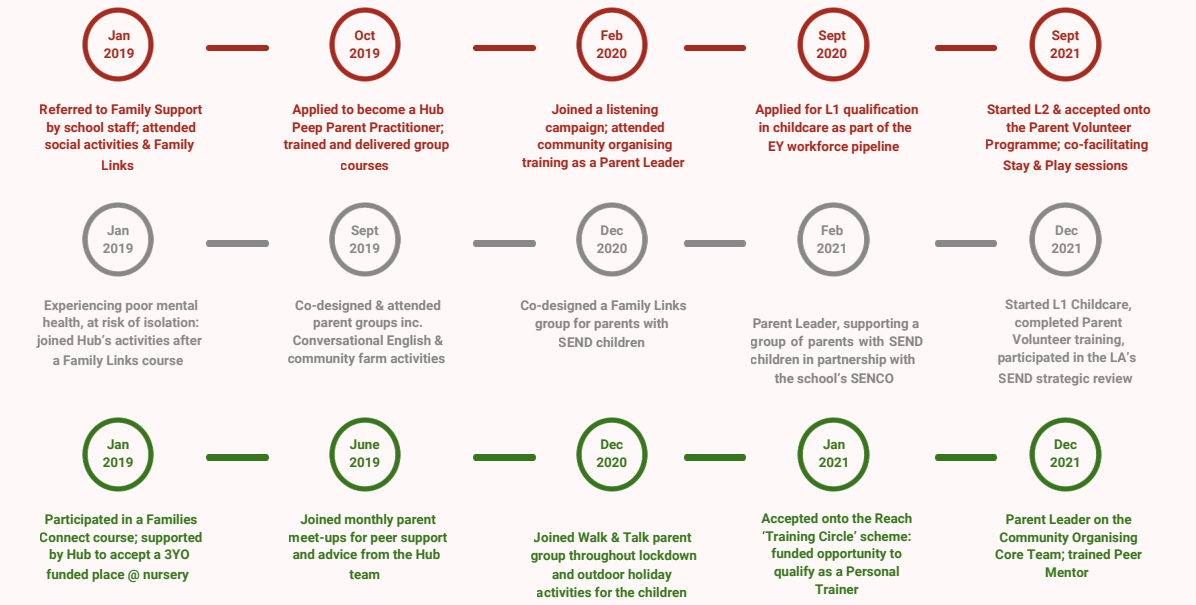 Jan
2019
Oct
2019
Feb
2020
Sept
2020
Sept
2021
Referred to Family Support
by school staff; attended
social activities & Family
Links
Applied to become a Hub
Peep Parent Practitioner;
trained and delivered group
courses
Joined a listening
campaign; attended
community organising
training as a Parent Leader
Applied for L1 qualification
in childcare as part of the
EY workforce pipeline
Started L2 & accepted onto
the Parent Volunteer
Programme; co-facilitating
Stay & Play sessions
Jan
2019
Sept
2019
Dec
2020
Feb
2021
Dec
2021
Experiencing poor mental
health, at risk of isolation:
joined Hub's activities after
a Family Links course
Co-designed & attended
parent groups inc.
Conversational English &
community farm activities
Co-designed a Family Links
group for parents with
SEND children
Parent Leader, supporting a
group of parents with SEND
children in partnership with
the school's SENCO
Started L1 Childcare,
completed Parent
Volunteer training,
participated in the LA's
SEND strategic review
Jan
2019
June
2019
Dec
2020
Jan
2021
Dec
2021
Participated in a Families
Connect course; supported
by Hub to accept a 3YO
funded place @ nursery
Joined monthly parent
meet-ups for peer support
and advice from the Hub
team
Joined Walk & Talk parent
group throughout lockdown
and outdoor holiday
activities for the children
Accepted onto the Reach
'Training Circle' scheme:
funded opportunity to
qualify as a Personal
Trainer
Parent Leader on the
Community Organising
Core Team; trained Peer
Mentor